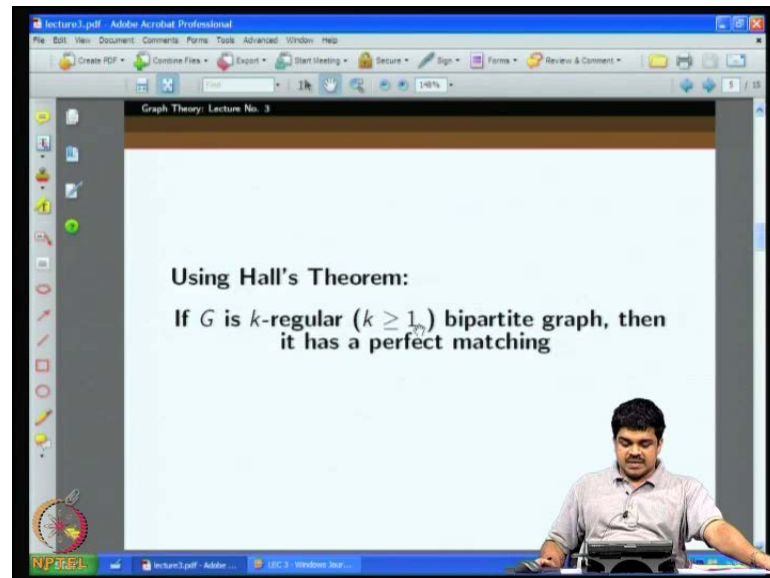 lecture3.pdf - Adobe Acrobat Professional
File Edit View Document Comments Forms Tools Advanced Window Help
Create PDF Combine Files Export Start Meeting Secure Sign Forms Review & Comment
Find 148% 5 / 15
Graph Theory: Lecture No. 3
Using Hall's Theorem:
If G is k-regular (k ≥ 1,) bipartite graph, then
it has a perfect matching
NPTEL lecture3.pdf - Adobe ... LEC 3 - Windows Jour...